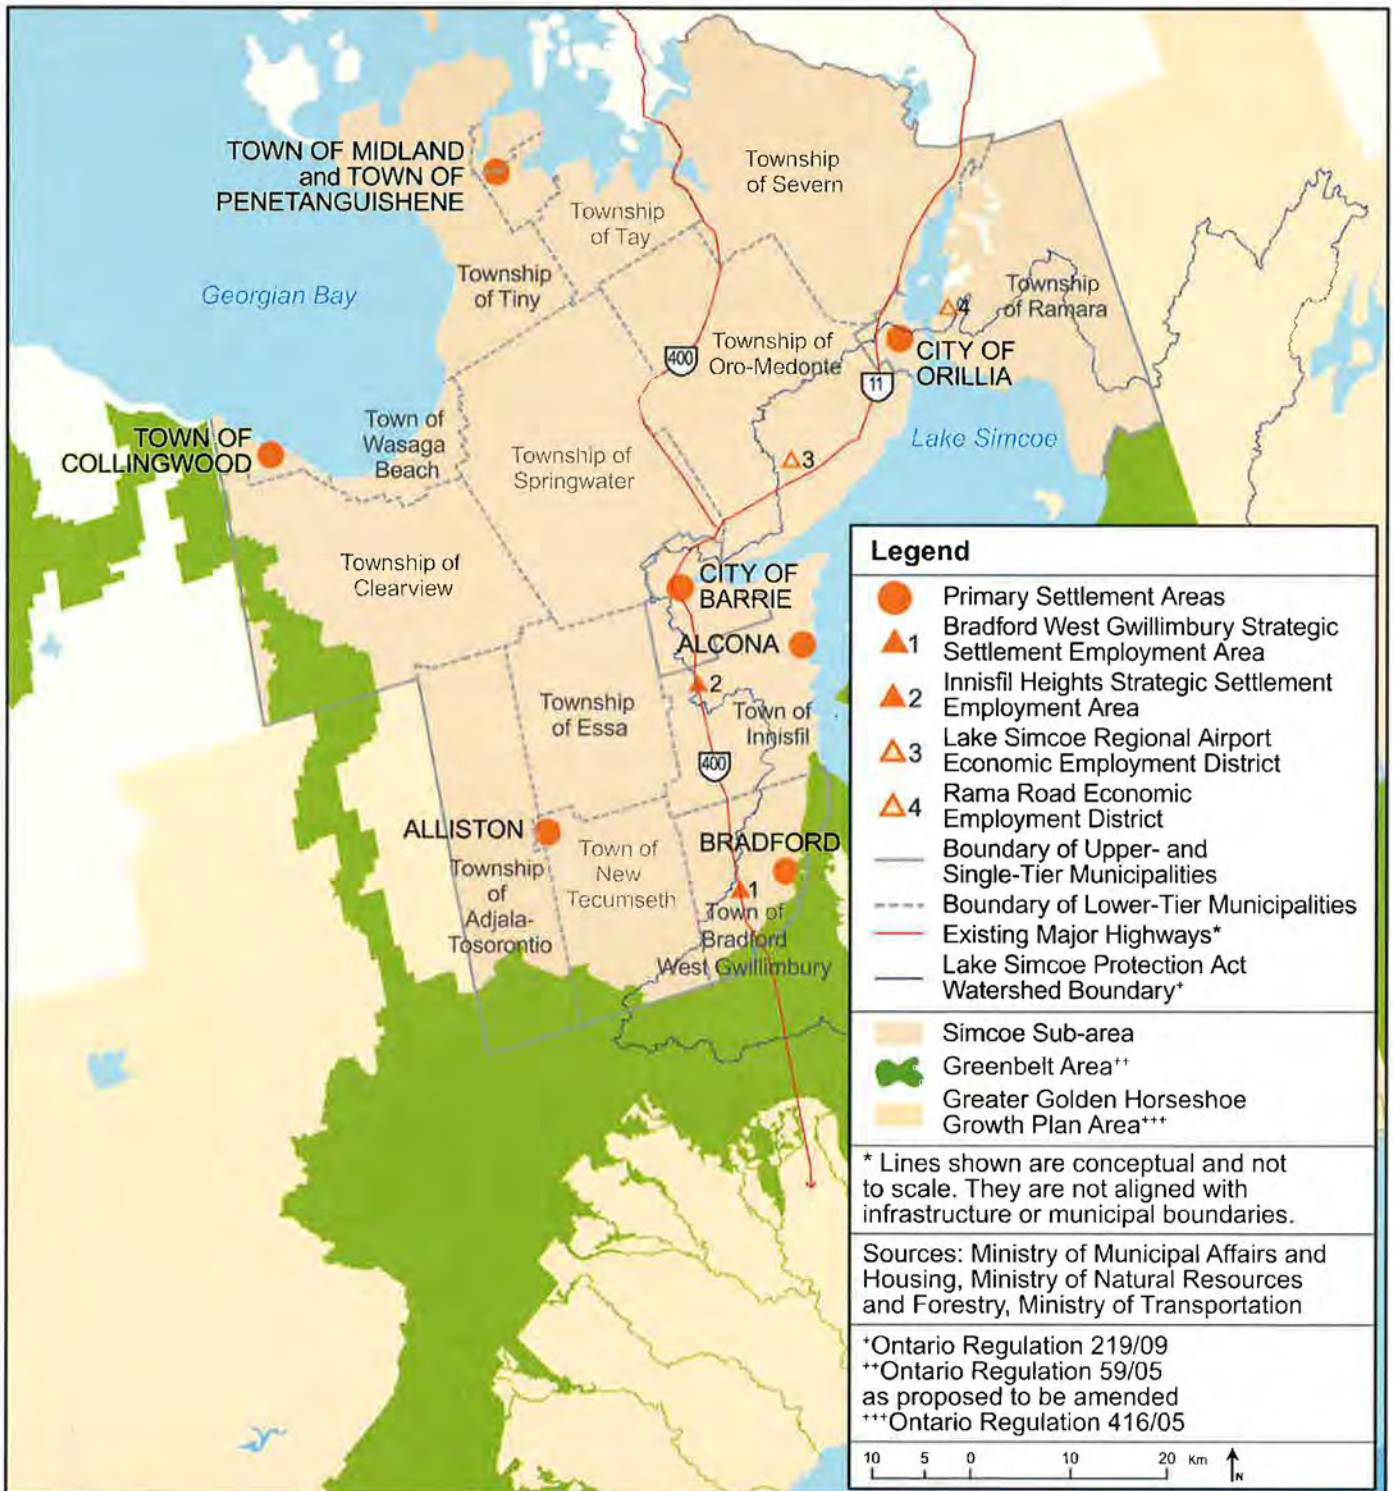 TOWN OF MIDLAND
and TOWN OF
PENETANGUISHENE
Township
of Severn
Township
of Tay
Township
of Tiny
Georgian Bay
Township
of Ramara
4
Township of
Oro-Medonte
400
CITY OF
ORILLIA
11
Town of
Wasaga
Beach
TOWN OF
COLLINGWOOD
Lake Simcoe
Township of
Springwater
3
Township of
Clearview
CITY OF
BARRIE
ALCONA
2
Township
of Essa
Town of
Innisfil
400
ALLISTON
BRADFORD
Town of
New
Tecumseth
Township
of
Adjala-
Tosorontio
1
Town of
Bradford
West Gwillimbury
Legend
Primary Settlement Areas
1 Bradford West Gwillimbury Strategic
Settlement Employment Area
2 Innisfil Heights Strategic Settlement
Employment Area
3 Lake Simcoe Regional Airport
Economic Employment District
4 Rama Road Economic
Employment District
Boundary of Upper- and
Single-Tier Municipalities
Boundary of Lower-Tier Municipalities
Existing Major Highways*
Lake Simcoe Protection Act
Watershed Boundary+
Simcoe Sub-area
Greenbelt Area++
Greater Golden Horseshoe
Growth Plan Area+++
* Lines shown are conceptual and not
to scale. They are not aligned with
infrastructure or municipal boundaries.
Sources: Ministry of Municipal Affairs and
Housing, Ministry of Natural Resources
and Forestry, Ministry of Transportation
+Ontario Regulation 219/09
++Ontario Regulation 59/05
as proposed to be amended
+++Ontario Regulation 416/05
10 5 0 10 20 Km N